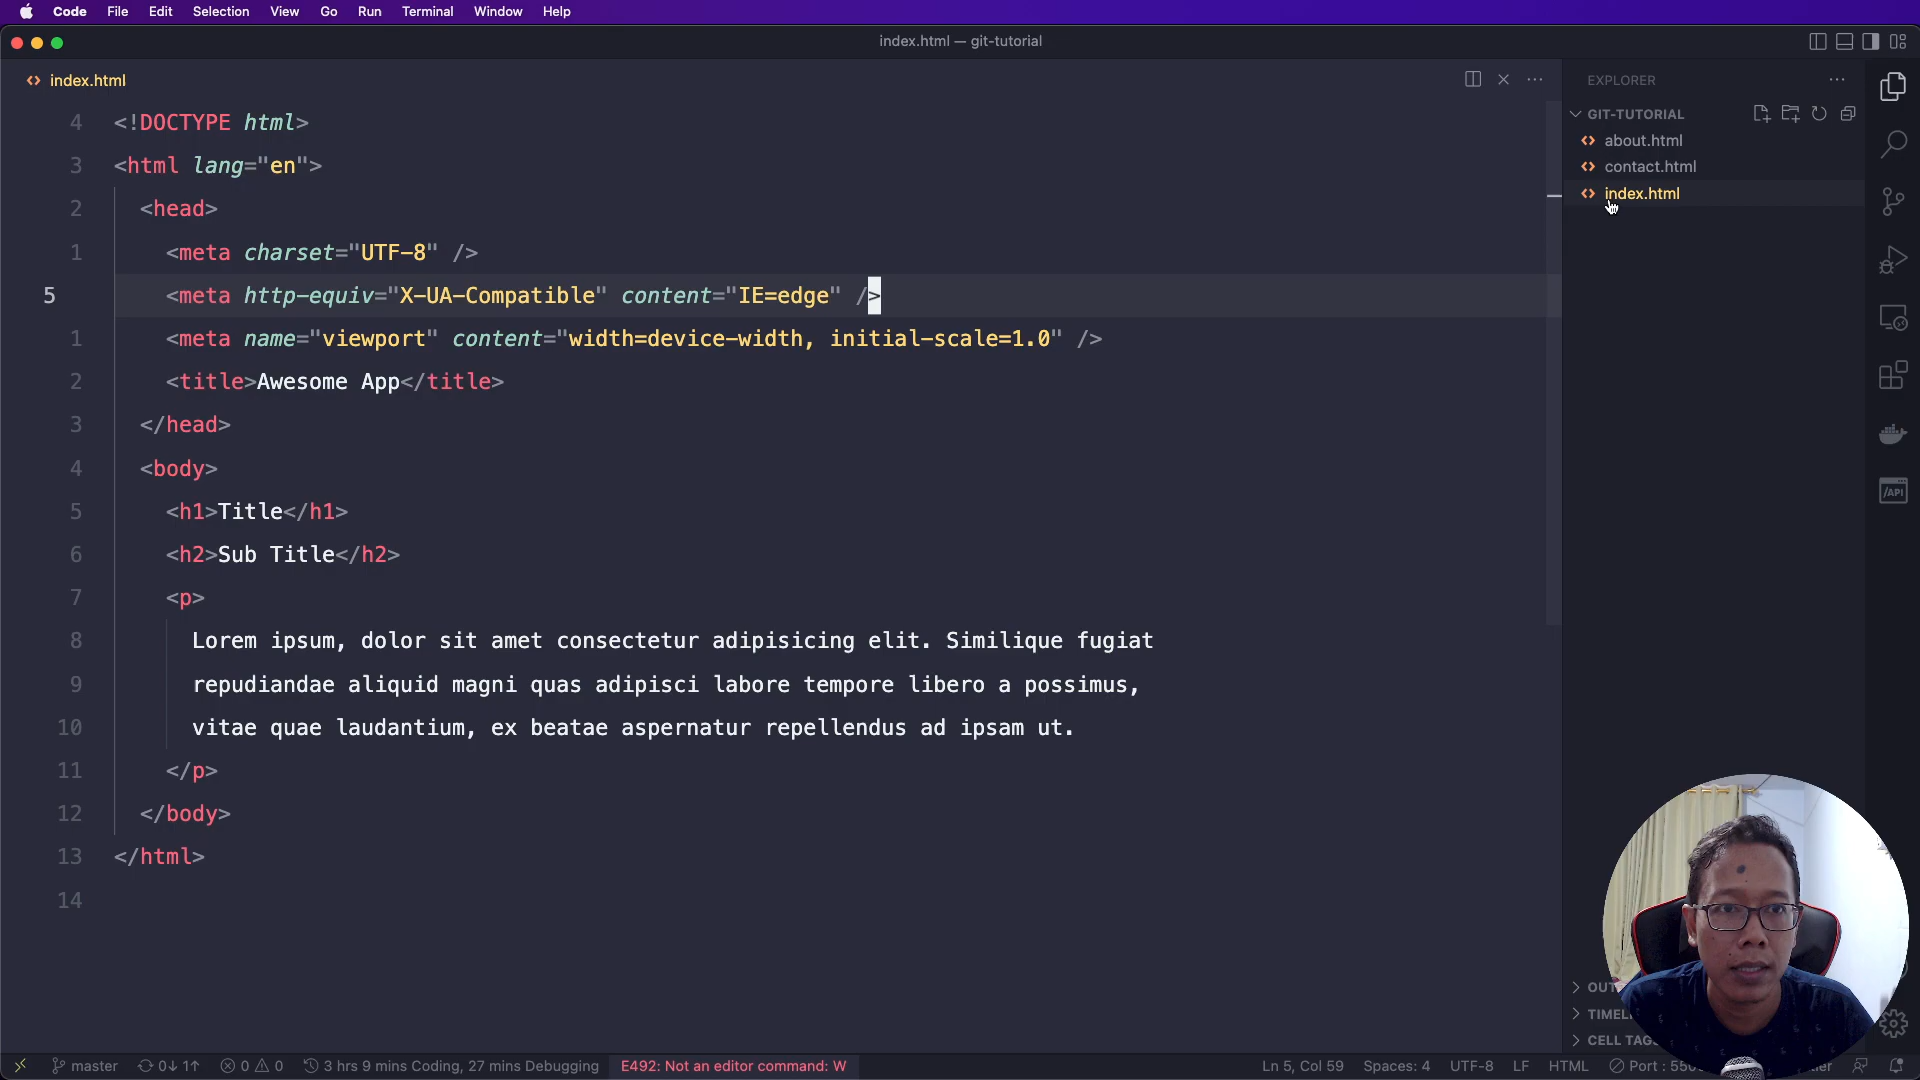 Code File Edit Selection View Go Run Terminal Window Help
index.html — git-tutorial
index.html
4 <!DOCTYPE html>
3 <html lang="en">
2 <head>
1 <meta charset="UTF-8" />
5 <meta http-equiv="X-UA-Compatible" content="IE=edge" />
1 <meta name="viewport" content="width=device-width, initial-scale=1.0" />
2 <title>Awesome App</title>
3 </head>
4 <body>
5 <h1>Title</h1>
6 <h2>Sub Title</h2>
7 <p>
8 Lorem ipsum, dolor sit amet consectetur adipisicing elit. Similique fugiat
9 repudiandae aliquid magni quas adipisci labore tempore libero a possimus,
10 vitae quae laudantium, ex beatae aspernatur repellendus ad ipsam ut.
11 </p>
12 </body>
13 </html>
14
EXPLORER
GIT-TUTORIAL
about.html
contact.html
index.html
/API
CELL
master 0↓ 1↑ 0 0 3 hrs 9 mins Coding, 27 mins Debugging E492: Not an editor command: W Ln 5, Col 59 Spaces: 4 UTF-8 LF HTML Port :